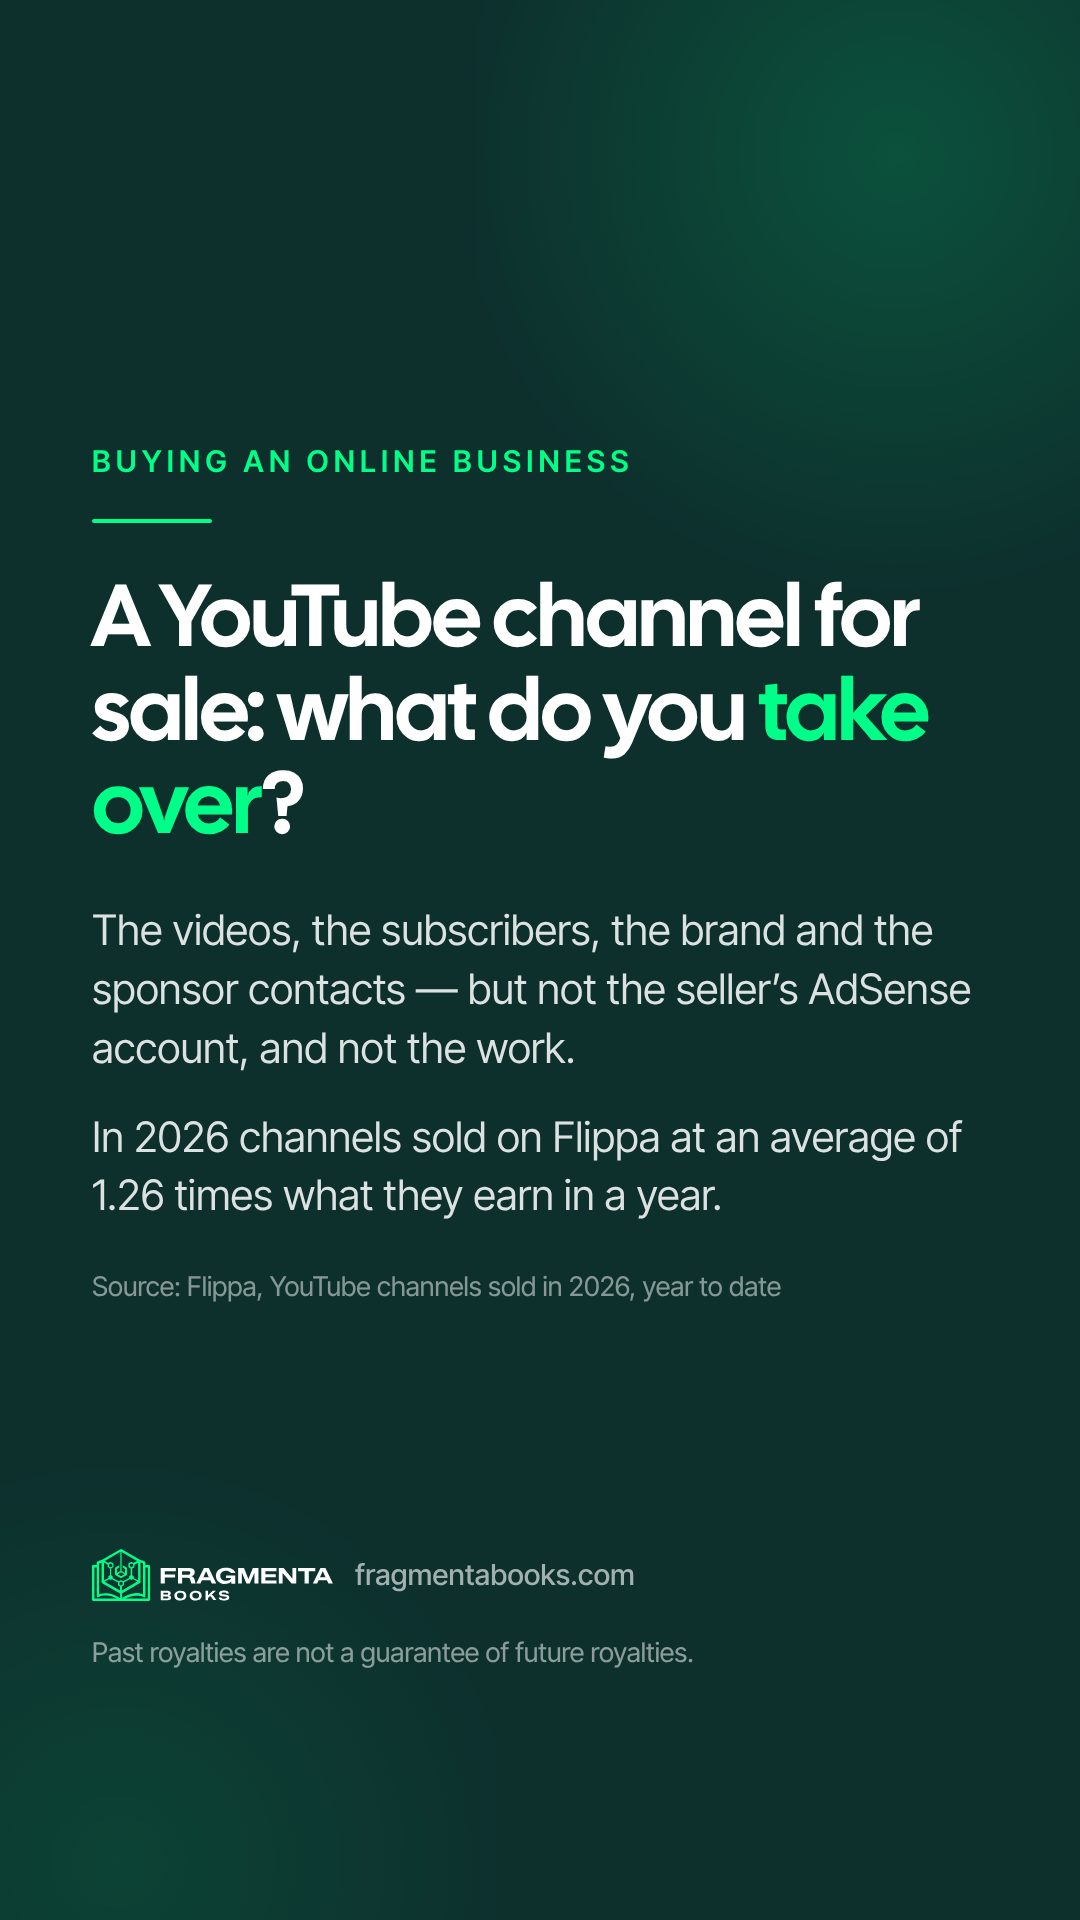 BUYING AN ONLINE BUSINESS
A YouTube channel for
sale: what do you take
over?
The videos, the subscribers, the brand and the
sponsor contacts — but not the seller’s AdSense
account, and not the work.
In 2026 channels sold on Flippa at an average of
1.26 times what they earn in a year.
Source: Flippa, YouTube channels sold in 2026, year to date
FRAGMENTA
BOOKS
fragmentabooks.com
Past royalties are not a guarantee of future royalties.